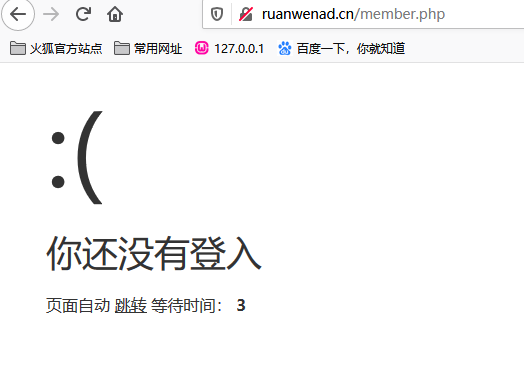 ruanwenad.cn/member.php
火狐官方站点 常用网址 127.0.0.1 百度一下，你就知道
:(
你还没有登入
页面自动 跳转 等待时间： 3